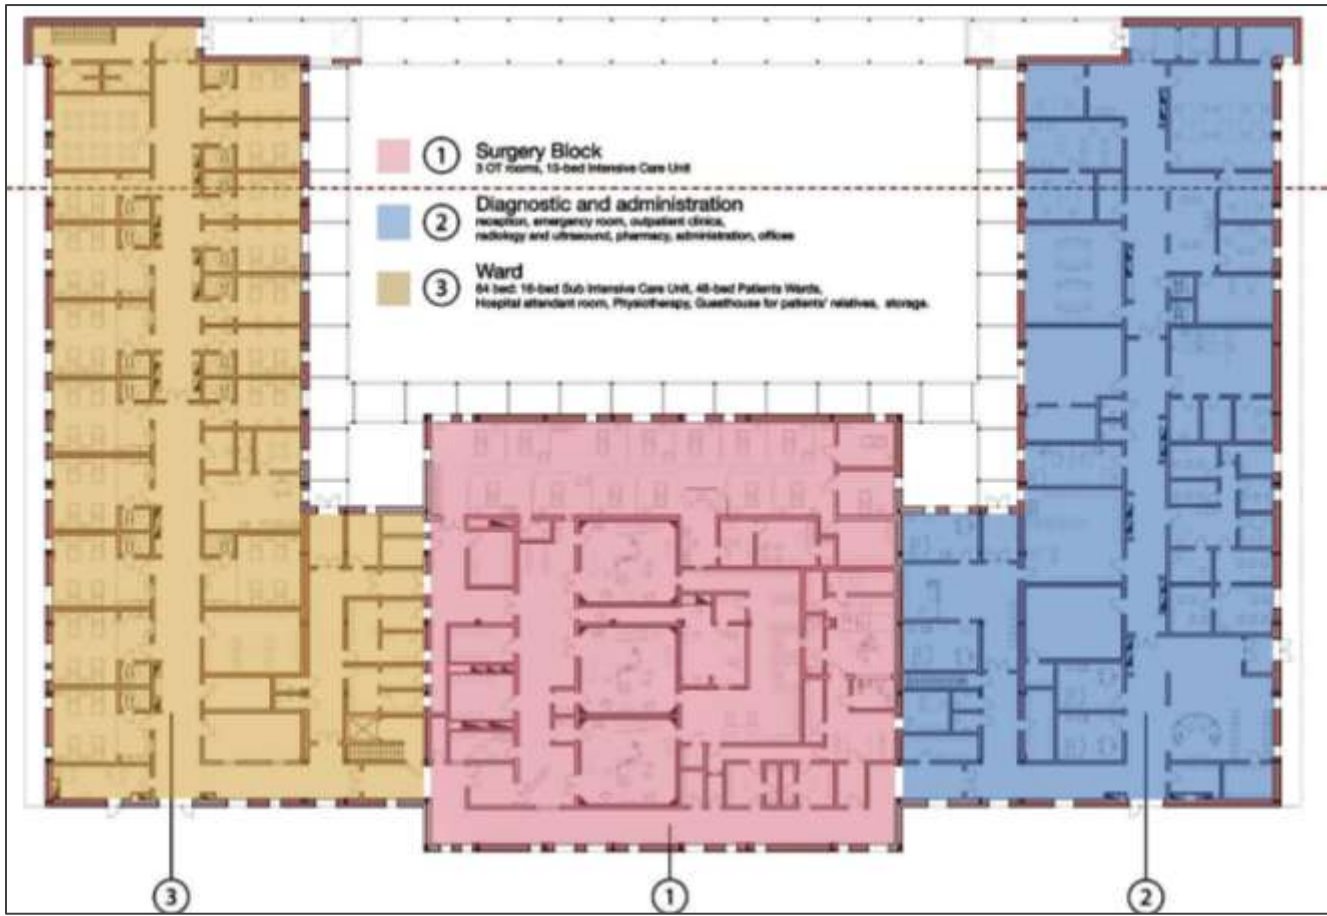 1 Surgery Block
3 OT rooms, 13-bed Intensive Care Unit
2 Diagnostic and administration
reception, emergency room, outpatient clinics,
radiology and ultrasound, pharmacy, administration, offices
3 Ward
64 bed: 16-bed Sub Intensive Care Unit, 48-bed Patients Wards,
Hospital attendant room, Physiotherapy, Guesthouse for patients' relatives, storage.
3 1 2